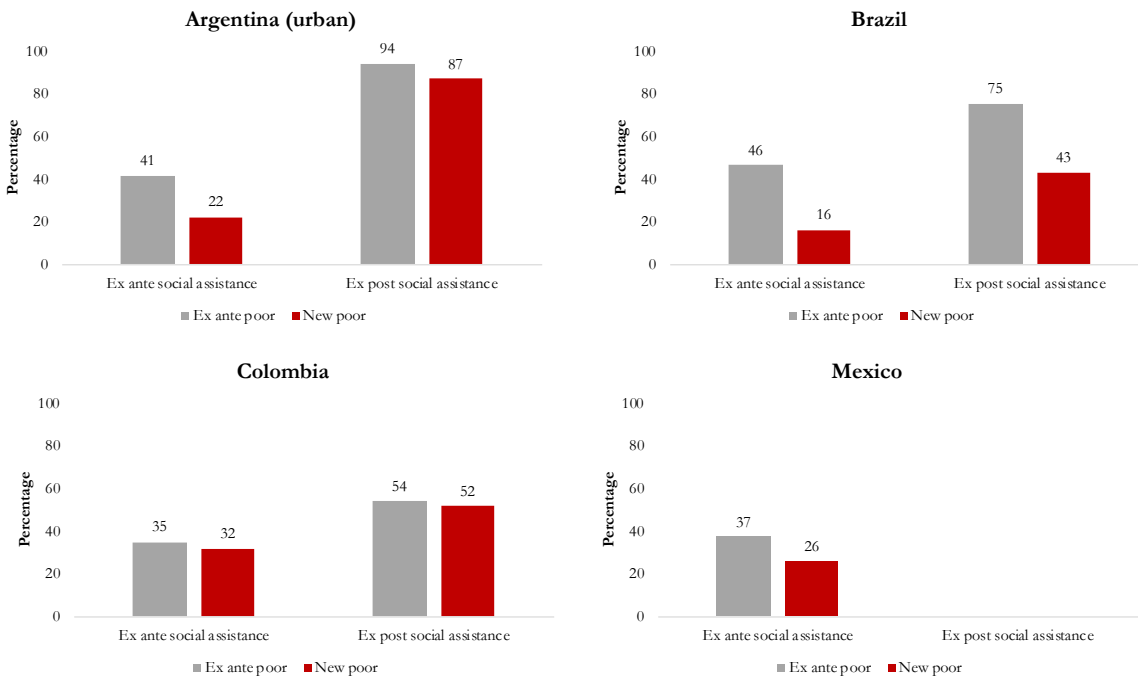 Argentina (urban)
Percentage
100
80
60
40
20
0
41
22
94
87
Ex ante social assistance
Ex post social assistance
Ex ante poor
New poor
Brazil
Percentage
100
80
60
40
20
0
46
16
75
43
Ex ante social assistance
Ex post social assistance
Ex ante poor
New poor
Colombia
Percentage
100
80
60
40
20
0
35
32
54
52
Ex ante social assistance
Ex post social assistance
Ex ante poor
New poor
Mexico
Percentage
100
80
60
40
20
0
37
26
Ex ante social assistance
Ex post social assistance
Ex ante poor
New poor